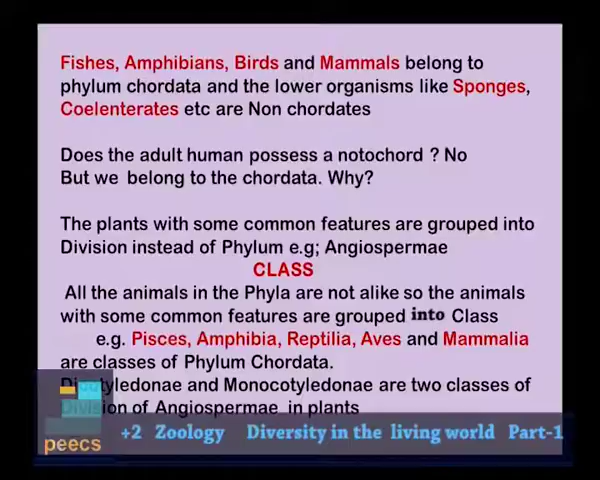 Fishes, Amphibians, Birds and Mammals belong to
phylum chordata and the lower organisms like Sponges,
Coelenterates etc are Non chordates
Does the adult human possess a notochord ? No
But we belong to the chordata. Why?
The plants with some common features are grouped into
Division instead of Phylum e.g; Angiospermae
CLASS
All the animals in the Phyla are not alike so the animals
with some common features are grouped into Class
e.g. Pisces, Amphibia, Reptilia, Aves and Mammalia
are classes of Phylum Chordata.
Dicotyledonae and Monocotyledonae are two classes of
Division of Angiospermae in plants
peecs
+2 Zoology Diversity in the living world Part-1